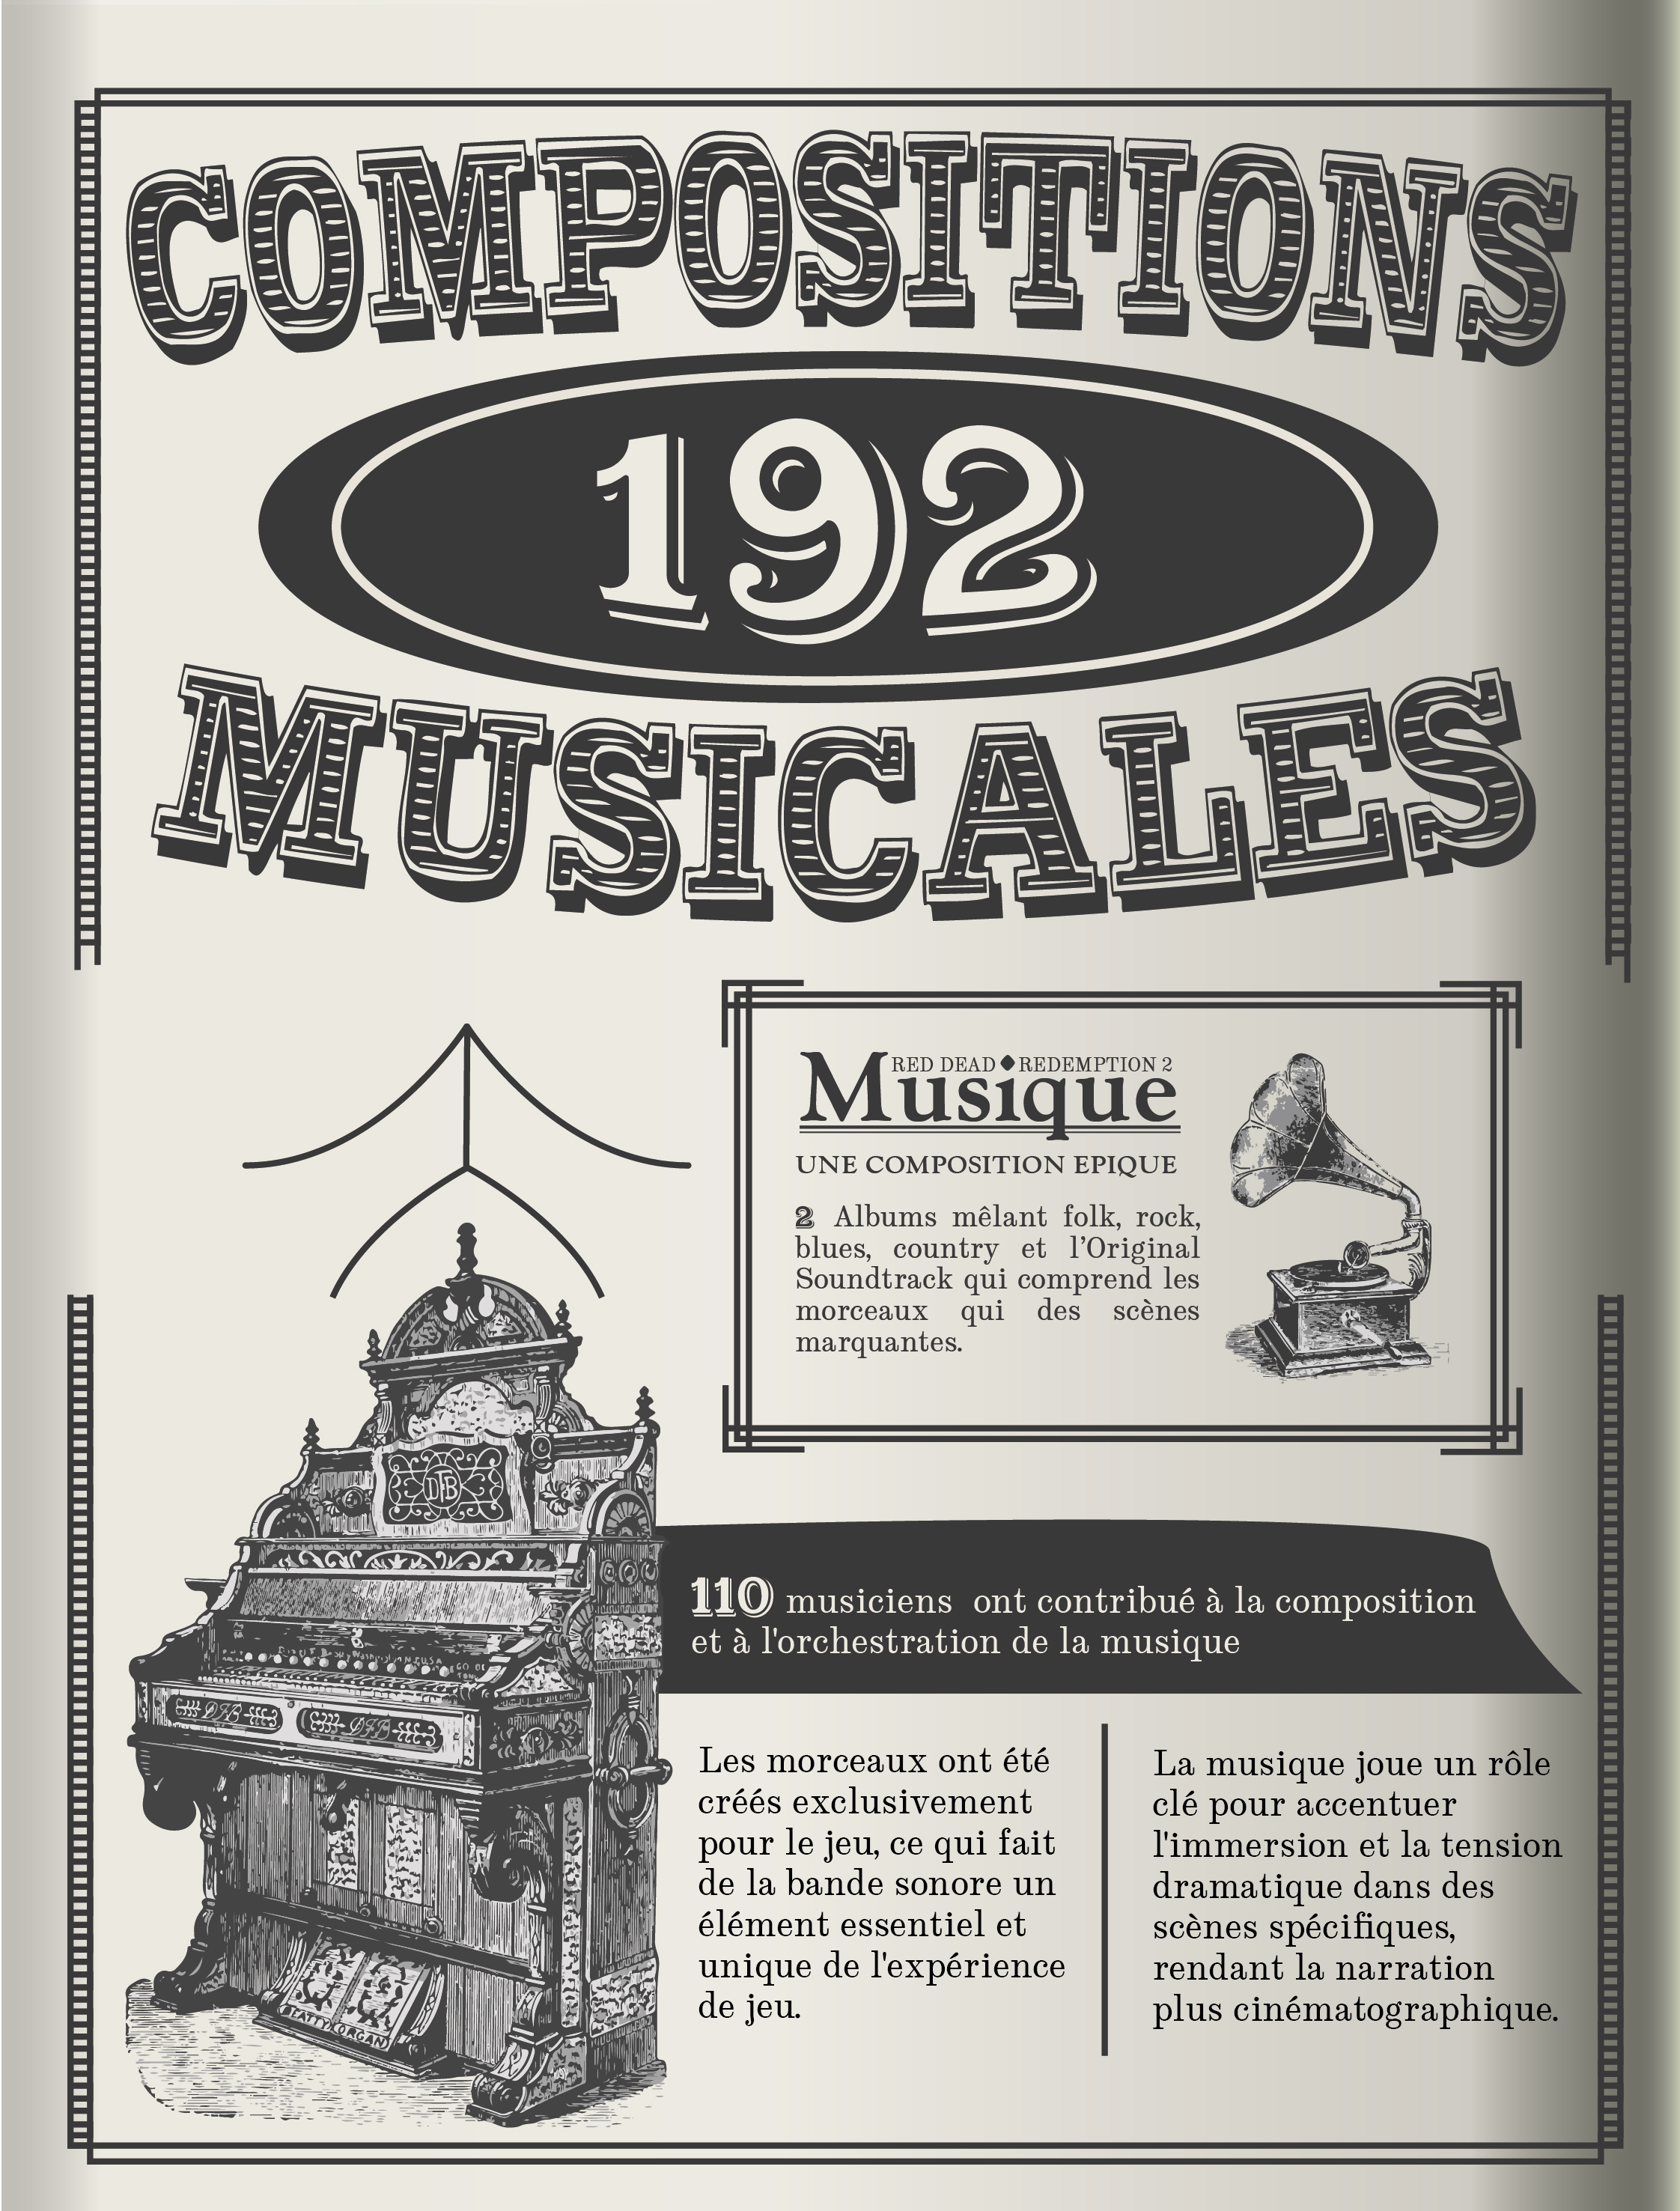 COMPOSITIONS
192
MUSICALES
RED DEAD ◆ REDEMPTION 2
Musique
UNE COMPOSITION EPIQUE
2 Albums mêlant folk, rock,
blues, country et l’Original
Soundtrack qui comprend les
morceaux qui des scènes
marquantes.
110 musiciens ont contribué à la composition
et à l'orchestration de la musique
Les morceaux ont été
créés exclusivement
pour le jeu, ce qui fait
de la bande sonore un
élément essentiel et
unique de l'expérience
de jeu.
La musique joue un rôle
clé pour accentuer
l'immersion et la tension
dramatique dans des
scènes spécifiques,
rendant la narration
plus cinématographique.
DFB
BEATTY ORGAN